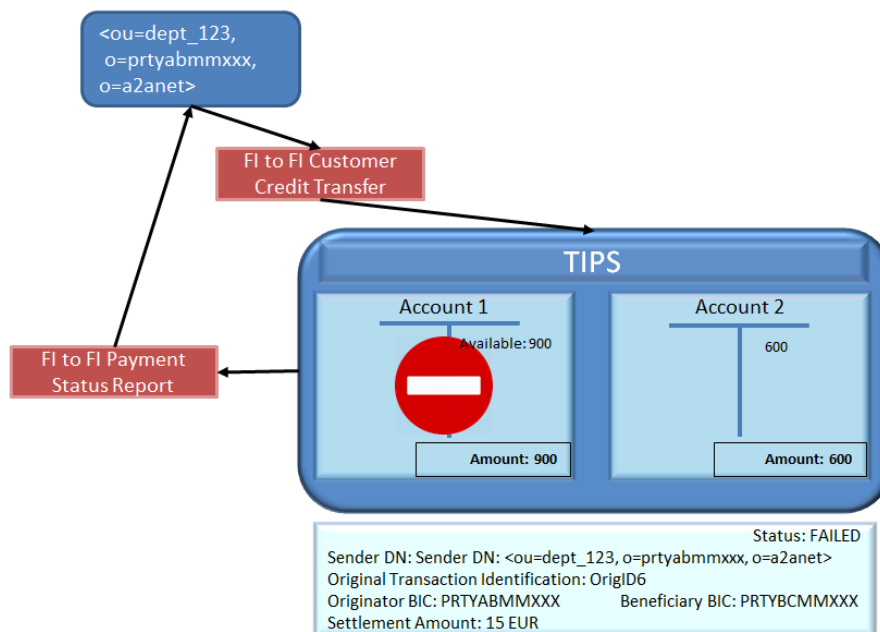 <ou=dept_123,
o=prtyabmmxxx,
o=a2anet>
FI to FI Customer
Credit Transfer
TIPS
Account 1
Available: 900
Amount: 900
Account 2
600
Amount: 600
FI to FI Payment
Status Report
Status: FAILED
Sender DN: Sender DN: <ou=dept_123, o=prtyabmmxxx, o=a2anet>
Original Transaction Identification: OrigID6
Originator BIC: PRTYABMMXXX Beneficiary BIC: PRTYBCMMXXX
Settlement Amount: 15 EUR